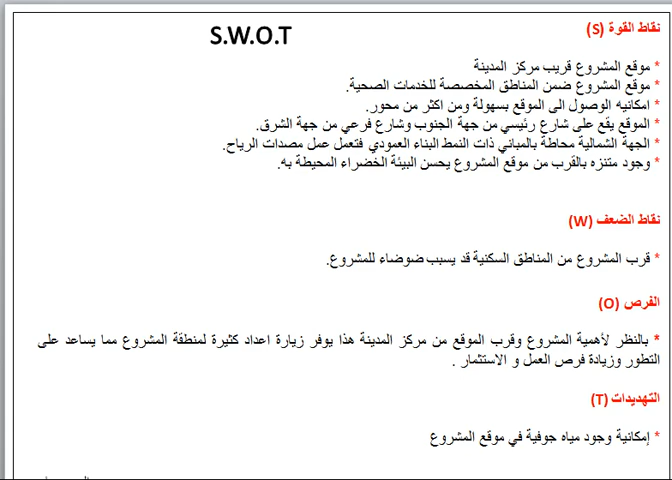 S.W.O.T
نقاط القوة (S)
* موقع المشروع قريب مركز المدينة
* موقع المشروع ضمن المناطق المخصصة للخدمات الصحية.
* امكانيه الوصول الى الموقع بسهولة ومن اكثر من محور.
* الموقع يقع على شارع رئيسي من جهة الجنوب وشارع فرعي من جهة الشرق.
* الجهة الشمالية محاطة بالمباني ذات النمط البناء العمودي فتعمل عمل مصدات الرياح.
* وجود متنزه بالقرب من موقع المشروع يحسن البيئة الخضراء المحيطة به.
نقاط الضعف (W)
* قرب المشروع من المناطق السكنية قد يسبب ضوضاء للمشروع.
الفرص (O)
* بالنظر لأهمية المشروع وقرب الموقع من مركز المدينة هذا يوفر زيارة اعداد كثيرة لمنطقة المشروع مما يساعد على
التطور وزيادة فرص العمل و الاستثمار .
التهديدات (T)
* إمكانية وجود مياه جوفية في موقع المشروع